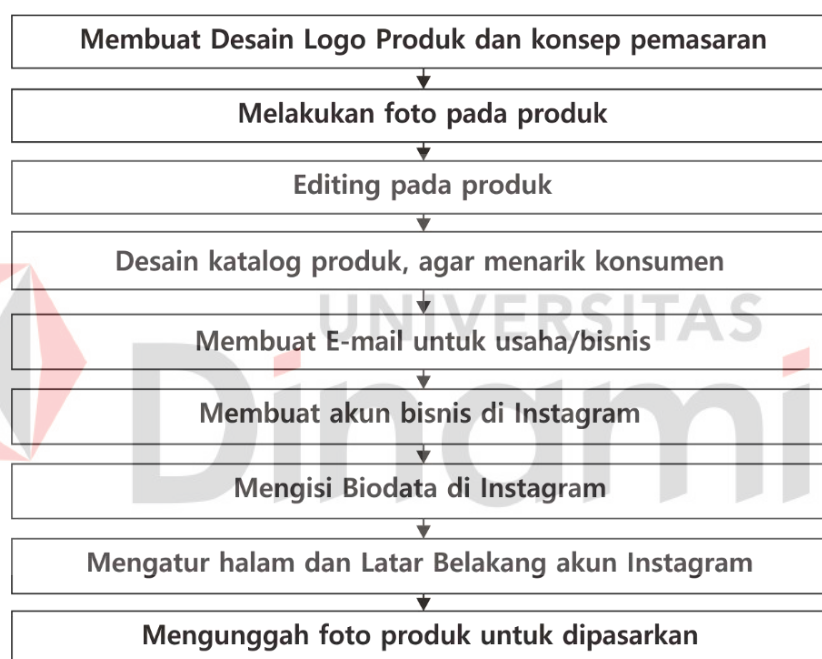 Membuat Desain Logo Produk dan konsep pemasaran
Melakukan foto pada produk
Editing pada produk
Desain katalog produk, agar menarik konsumen
UNIVERSITAS
Membuat E-mail untuk usaha/bisnis
Dinami
Membuat akun bisnis di Instagram
Mengisi Biodata di Instagram
Mengatur halam dan Latar Belakang akun Instagram
Mengunggah foto produk untuk dipasarkan